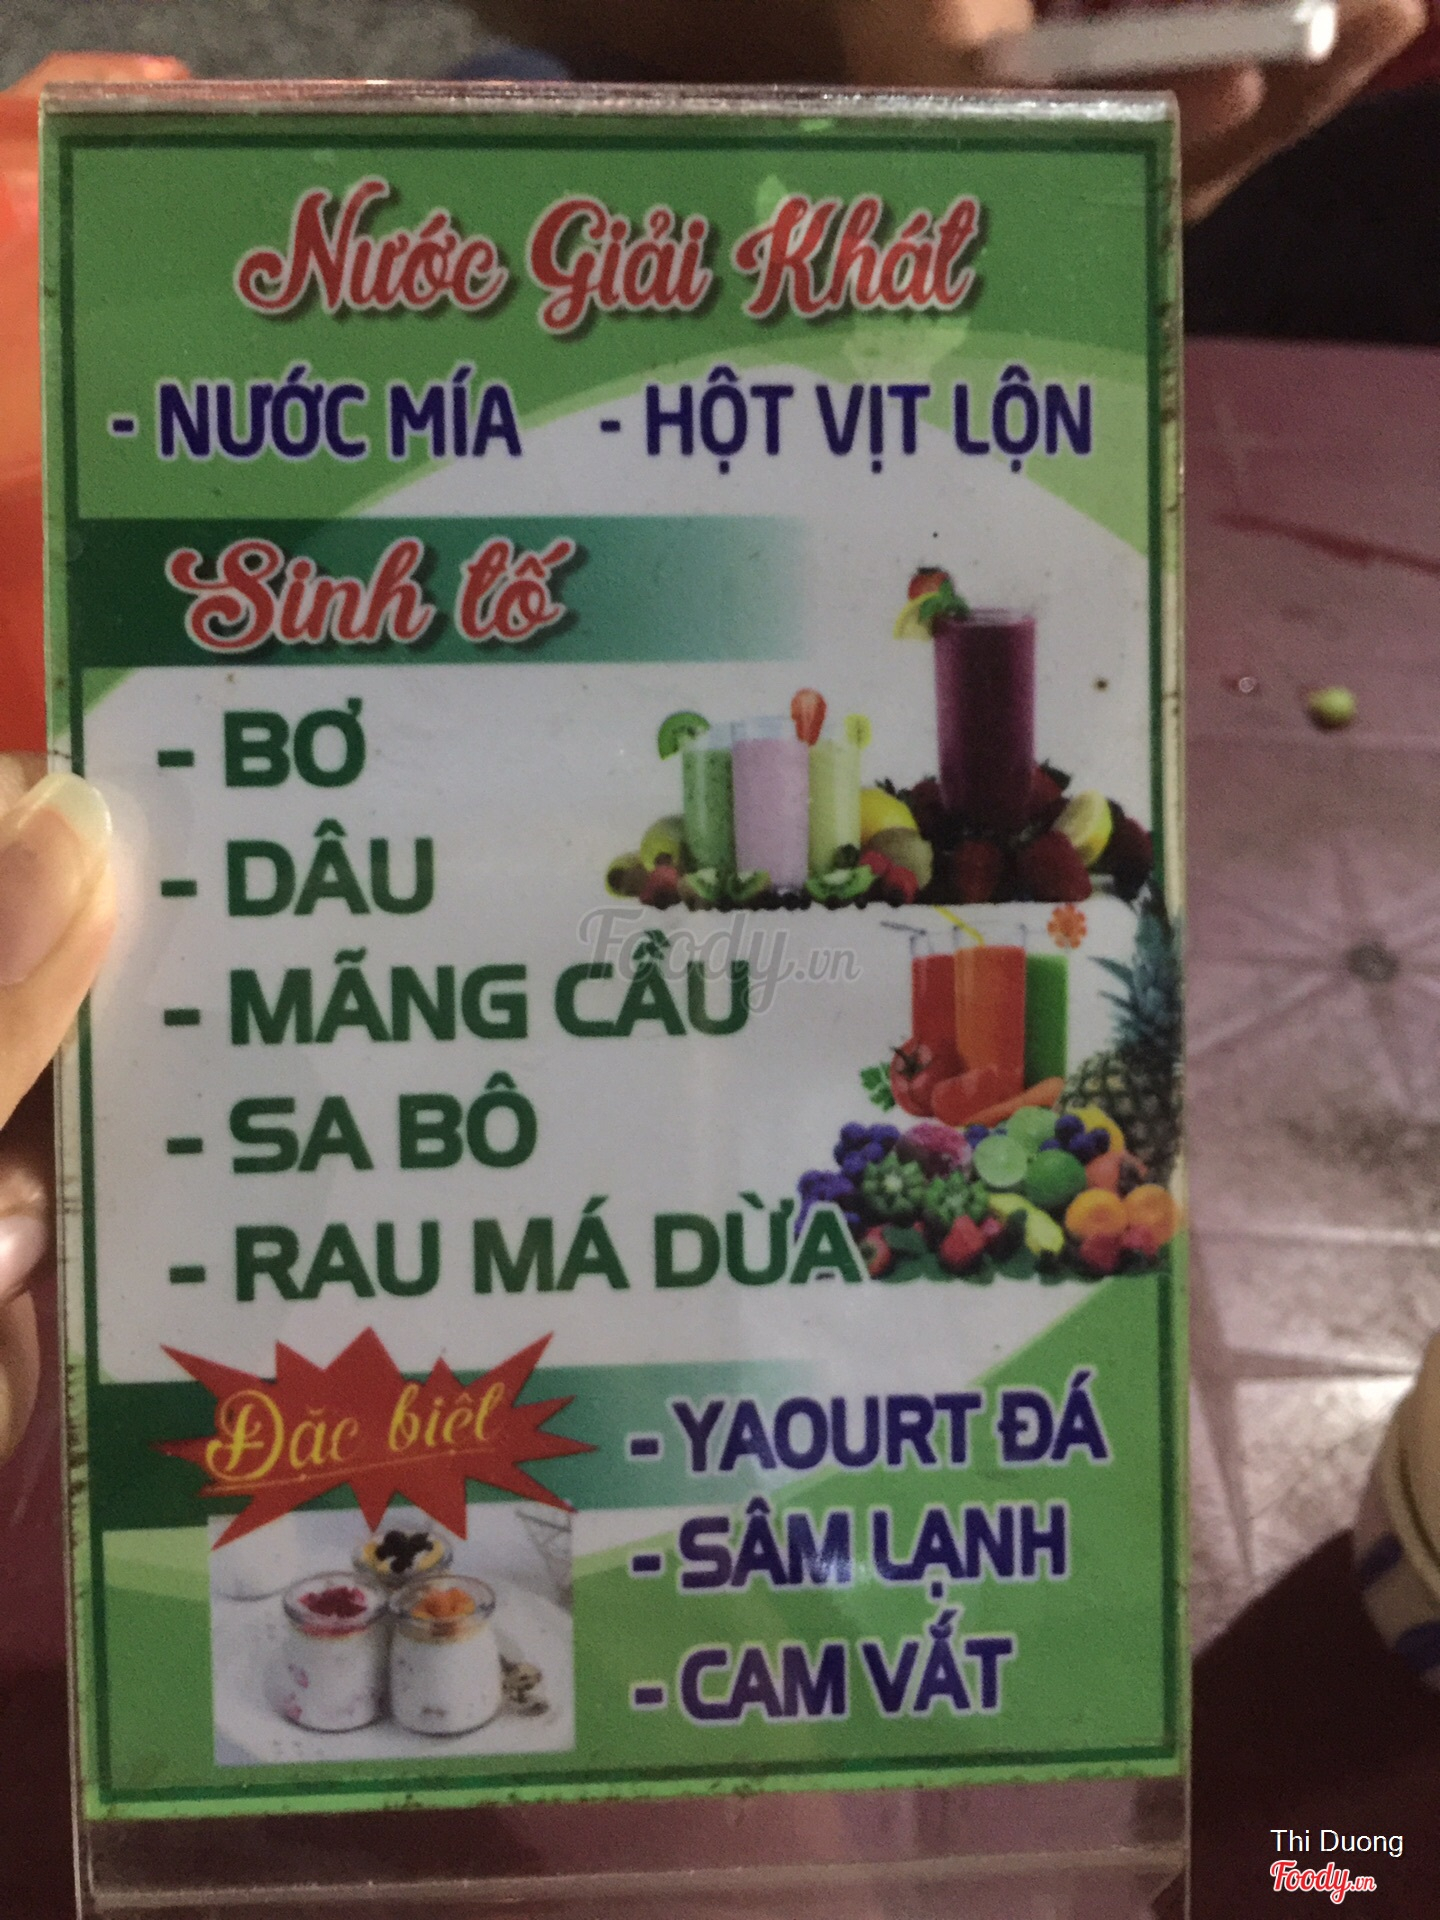 Nước Giải Khát
- NƯỚC MÍA - HỘT VỊT LỘN
Sinh tố
- BƠ
- DÂU
- MÃNG CẦU
- SA BÔ
- RAU MÁ DỪA
Đặc biệt
- YAOURT ĐÁ
- SÂM LẠNH
- CAM VẮT
Foody.vn
Thi Duong
Foody.vn